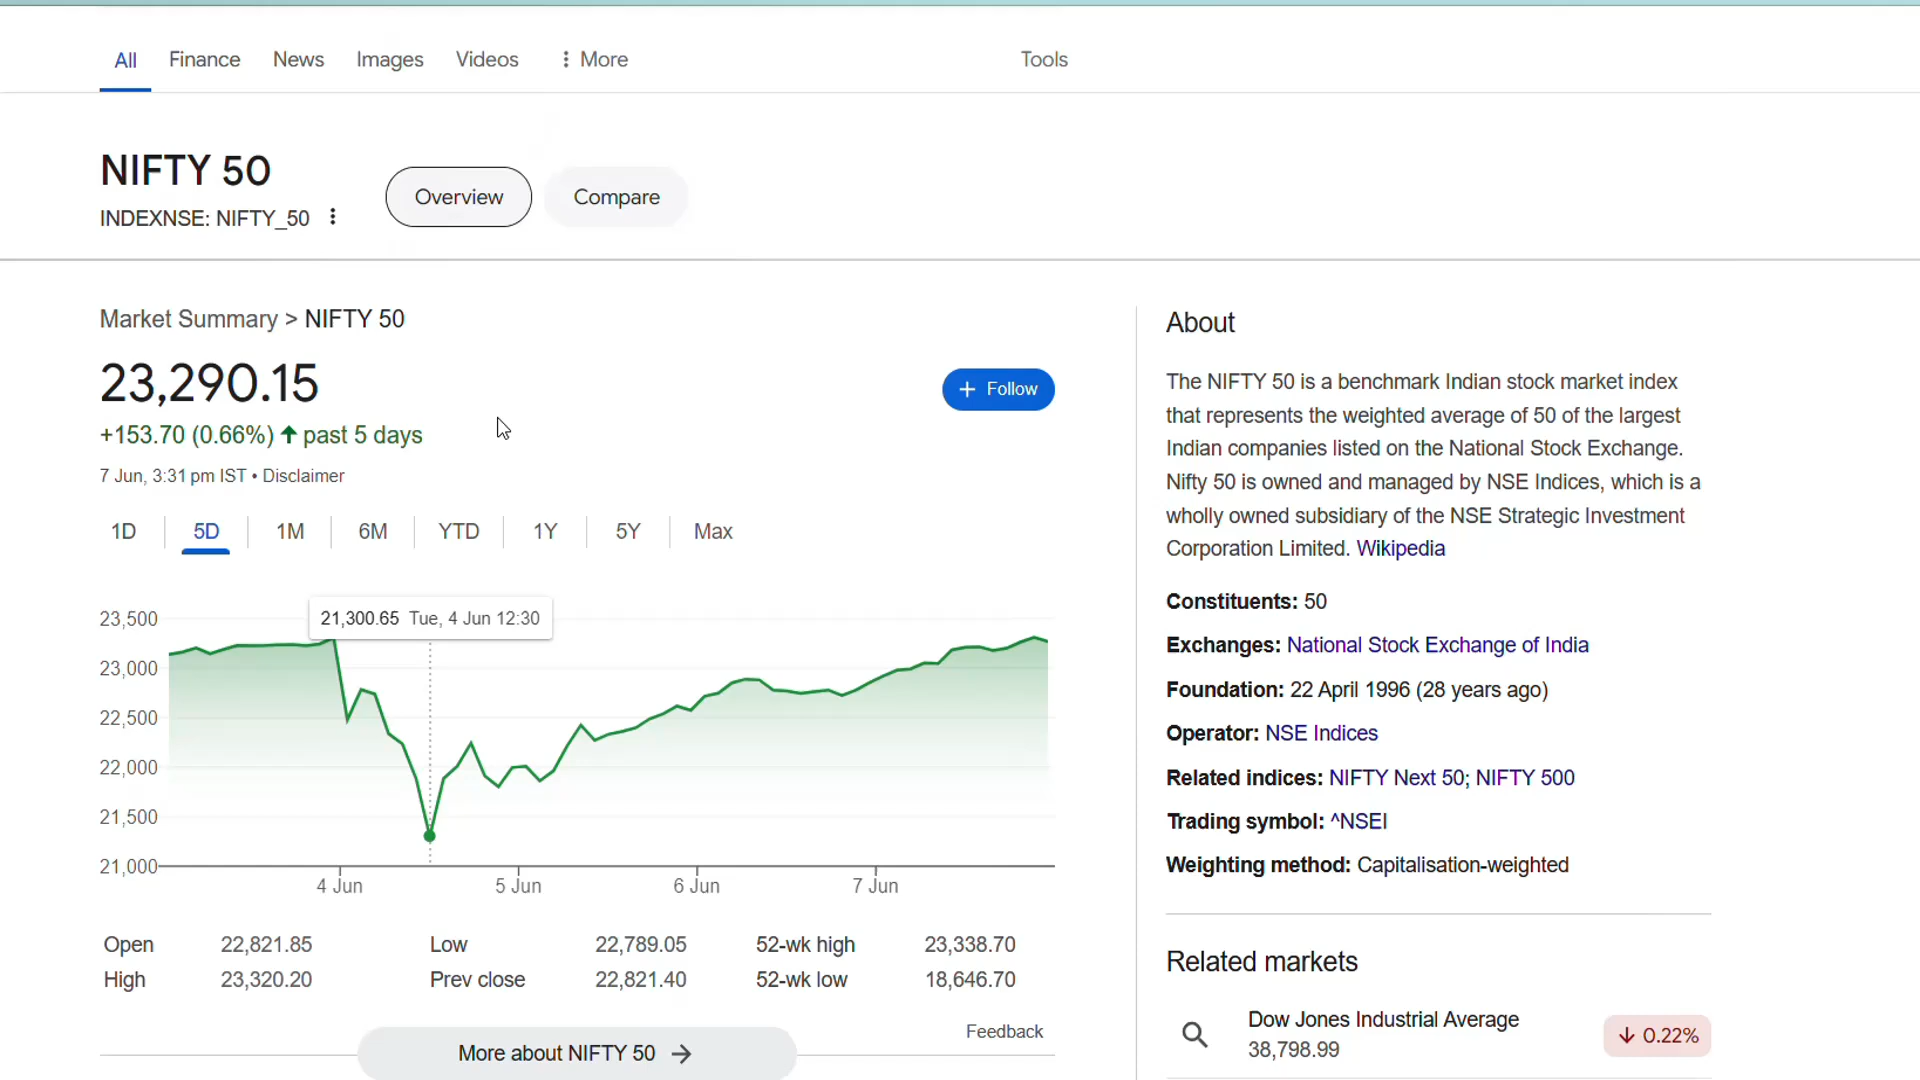 All Finance News Images Videos More Tools
NIFTY 50
INDEXNSE: NIFTY_50
Overview Compare
Market Summary > NIFTY 50
23,290.15
+ Follow
+153.70 (0.66%) ↑ past 5 days
7 Jun, 3:31 pm IST • Disclaimer
1D 5D 1M 6M YTD 1Y 5Y Max
21,300.65 Tue, 4 Jun 12:30
23,500
23,000
22,500
22,000
21,500
21,000
4 Jun 5 Jun 6 Jun 7 Jun
Open 22,821.85 Low 22,789.05 52-wk high 23,338.70
High 23,320.20 Prev close 22,821.40 52-wk low 18,646.70
Feedback
More about NIFTY 50 →
About
The NIFTY 50 is a benchmark Indian stock market index
that represents the weighted average of 50 of the largest
Indian companies listed on the National Stock Exchange.
Nifty 50 is owned and managed by NSE Indices, which is a
wholly owned subsidiary of the NSE Strategic Investment
Corporation Limited. Wikipedia
Constituents: 50
Exchanges: National Stock Exchange of India
Foundation: 22 April 1996 (28 years ago)
Operator: NSE Indices
Related indices: NIFTY Next 50; NIFTY 500
Trading symbol: ^NSEI
Weighting method: Capitalisation-weighted
Related markets
Dow Jones Industrial Average
38,798.99
↓ 0.22%